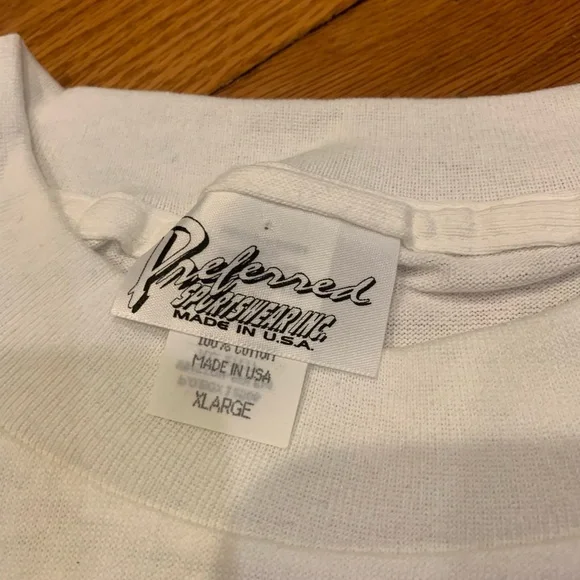 Preferred
SPORTSWEAR INC.
MADE IN U.S.A.
100% COTTON
MADE IN USA
XLARGE